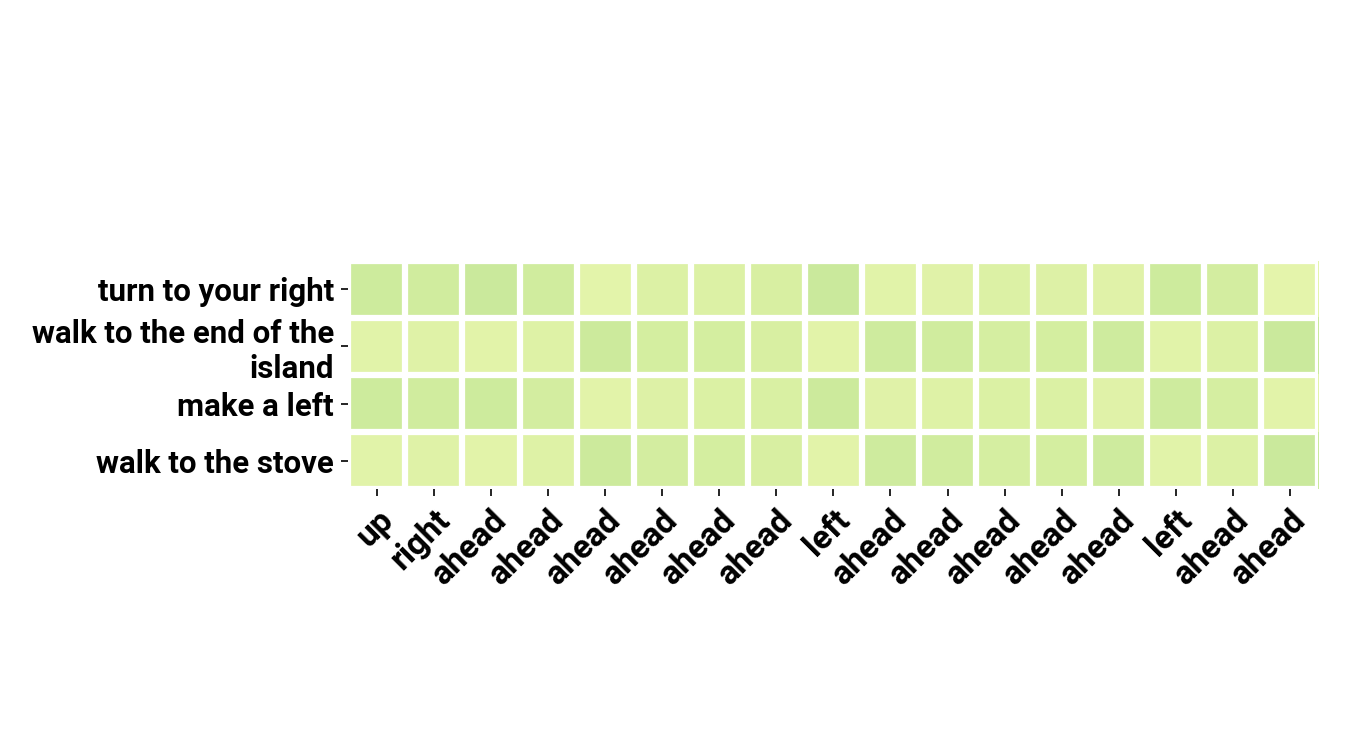 turn to your right
walk to the end of the
island
make a left
walk to the stove
up
right
ahead
ahead
ahead
ahead
ahead
ahead
left
ahead
ahead
ahead
ahead
ahead
left
ahead
ahead